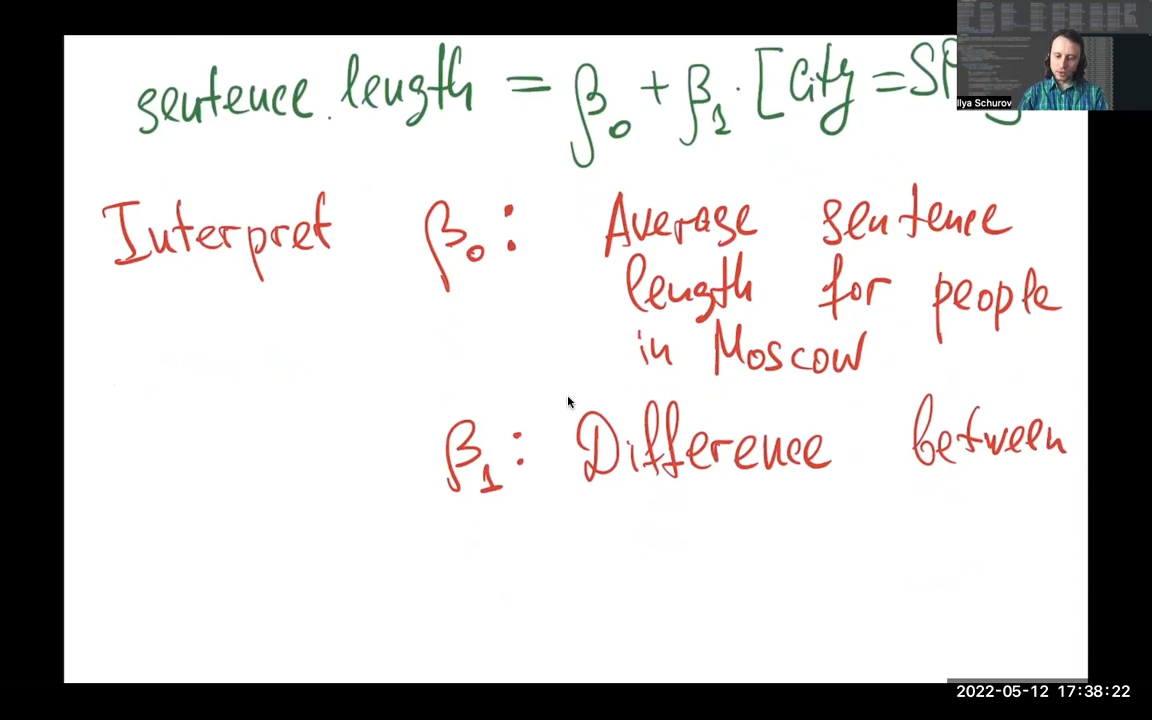 sentence.length = β₀ + β₁·[City = SP
Ilya Schurov
Interpret β₀: Average sentence
length for people
in Moscow
β₁: Difference between
2022-05-12 17:38:22